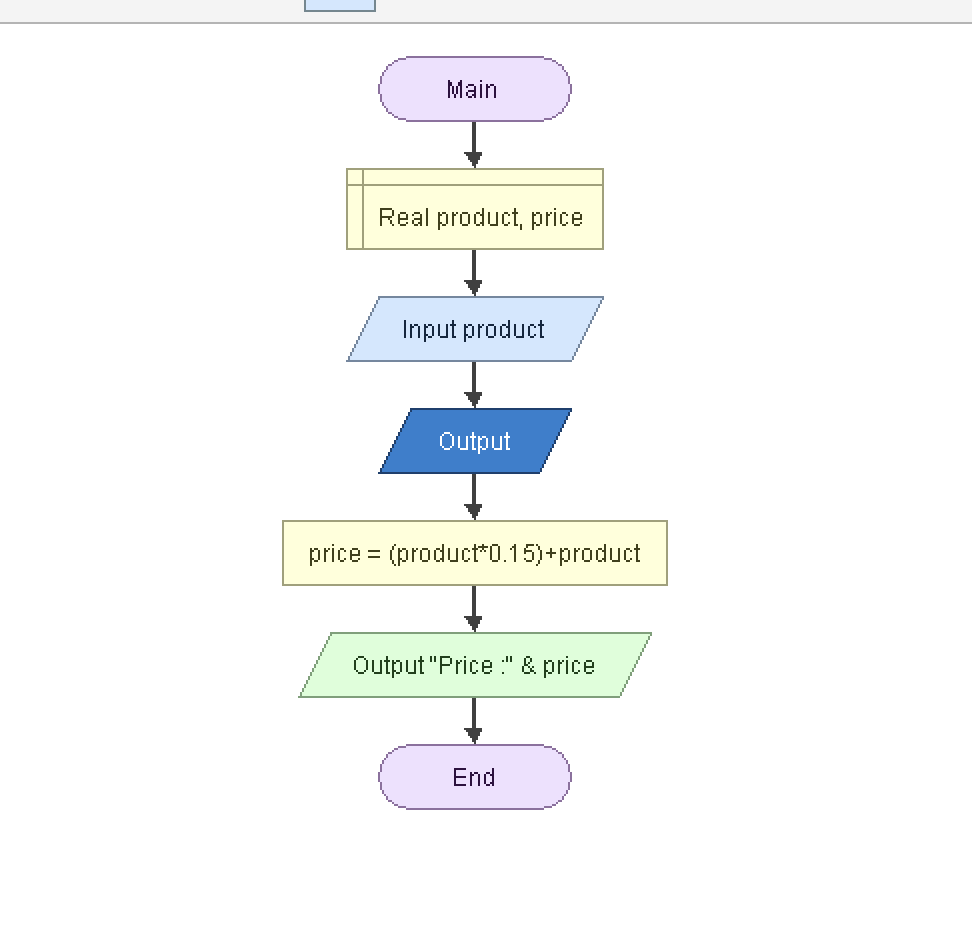 Main
Real product, price
Input product
Output
price = (product*0.15)+product
Output "Price :" & price
End